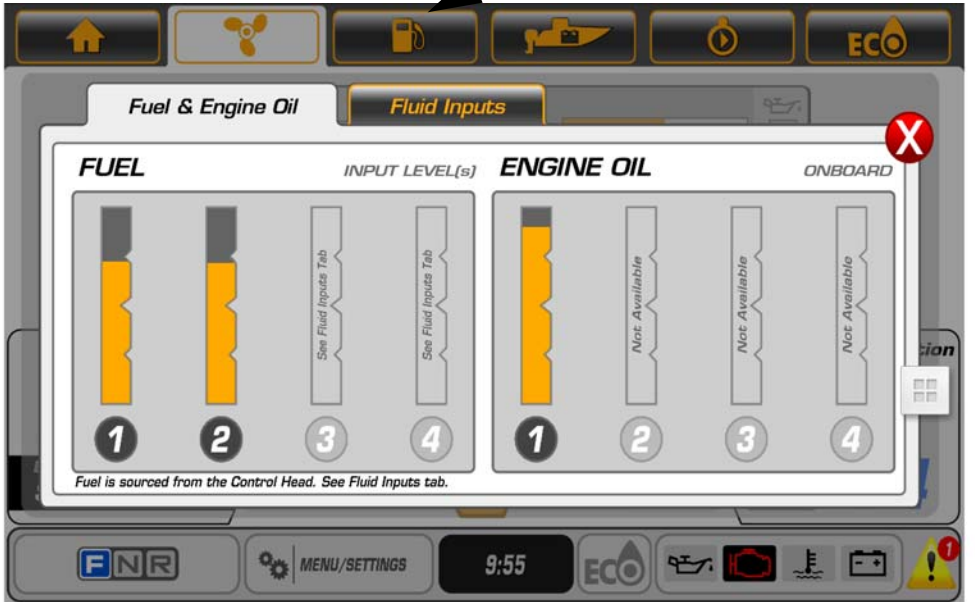 ECO
Fuel & Engine Oil
Fluid Inputs
X
FUEL
INPUT LEVEL(s)
ENGINE OIL
ONBOARD
See Fluid Inputs Tab
See Fluid Inputs Tab
Not Available
Not Available
Not Available
tion
1
2
3
4
1
2
3
4
Fuel is sourced from the Control Head. See Fluid Inputs tab.
F N R
MENU/SETTINGS
9:55
ECO
1